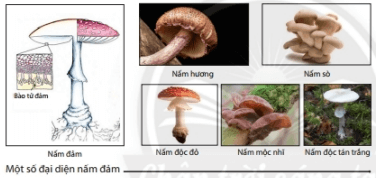 Bào tử đảm
Nấm đảm
Nấm hương
Nấm sò
Nấm độc đỏ
Nấm mộc nhĩ
Nấm độc tán trắng
Một số đại diện nấm đảm